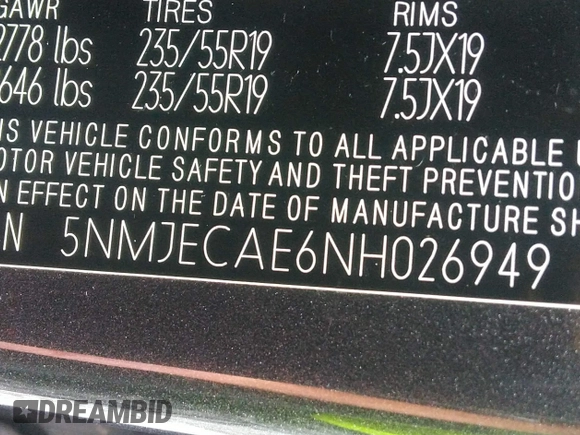 GAWR TIRES RIMS
2778 lbs 235/55R19 7.5JX19
646 lbs 235/55R19 7.5JX19
IS VEHICLE CONFORMS TO ALL APPLICABLE
OTOR VEHICLE SAFETY AND THEFT PREVENTIO
N EFFECT ON THE DATE OF MANUFACTURE SH
N 5NMJECAE6NH026949
DREAMBID